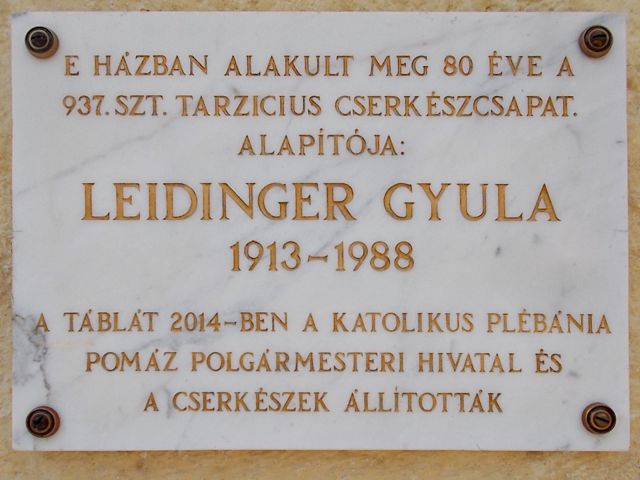 E HÁZBAN ALAKULT MEG 80 ÉVE A
937. SZT. TARZICIUS CSERKÉSZCSAPAT.
ALAPÍTÓJA:
LEIDINGER GYULA
1913-1988
A TÁBLÁT 2014-BEN A KATOLIKUS PLÉBÁNIA
POMÁZ POLGÁRMESTERI HIVATAL ÉS
A CSERKÉSZEK ÁLLÍTOTTÁK